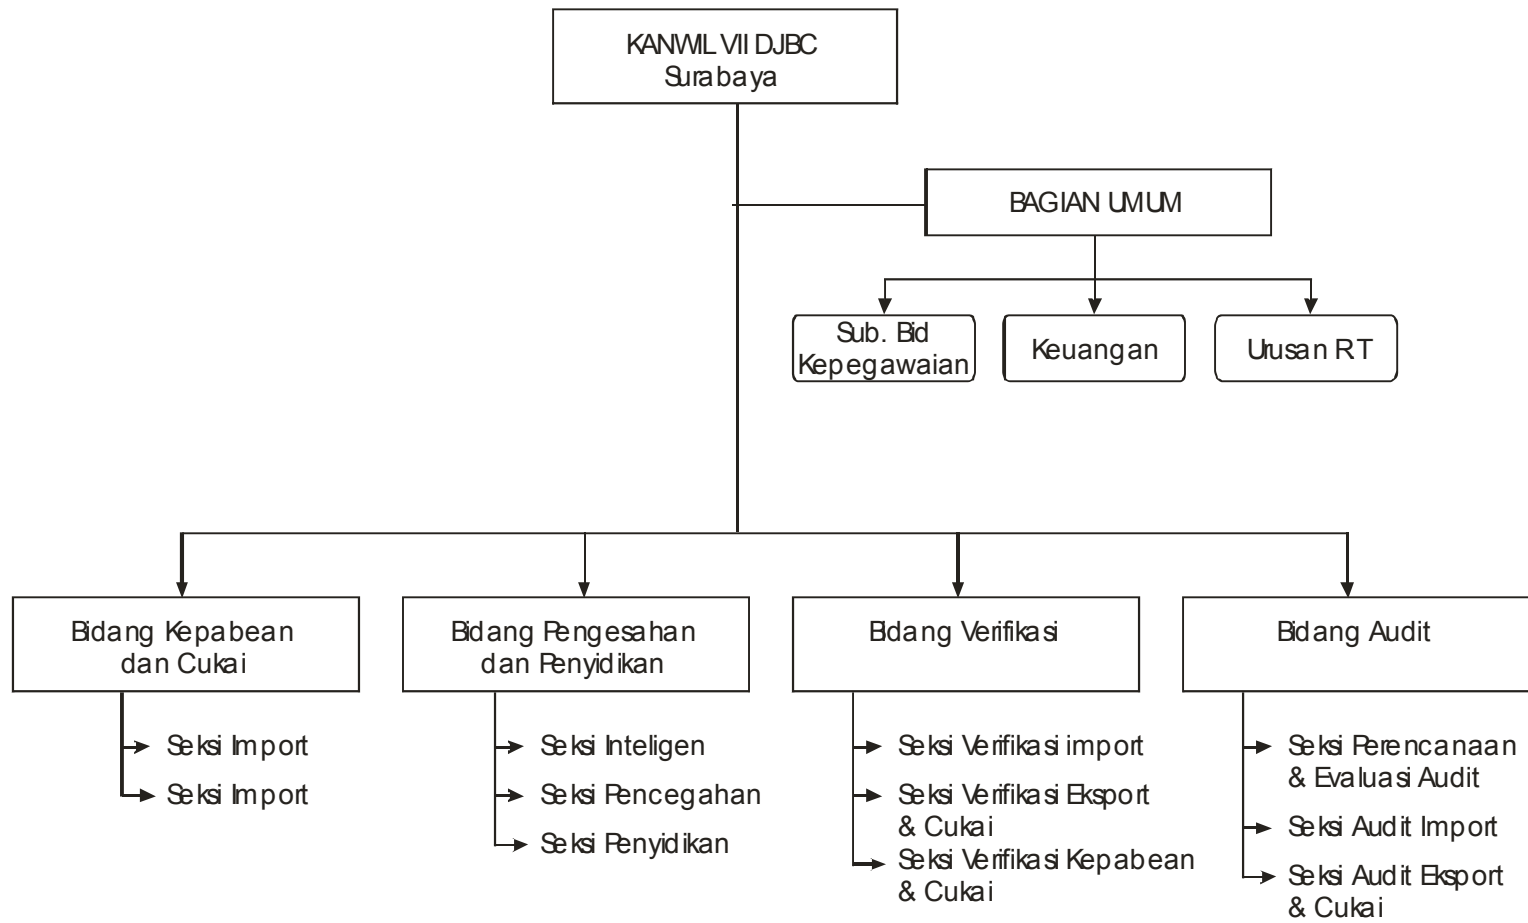 KANWIL VII DJBC
Surabaya
BAGIAN UMUM
Sub. Bid
Kepegawaian
Keuangan
Urusan RT
Bidang Kepabean
dan Cukai
Bidang Pengesahan
dan Penyidikan
Bidang Verifikasi
Bidang Audit
Seksi Import
Seksi Import
Seksi Inteligen
Seksi Pencegahan
Seksi Penyidikan
Seksi Verifikasi import
Seksi Verifikasi Eksport
& Cukai
Seksi Verifikasi Kepabean
& Cukai
Seksi Perencanaan
& Evaluasi Audit
Seksi Audit Import
Seksi Audit Eksport
& Cukai